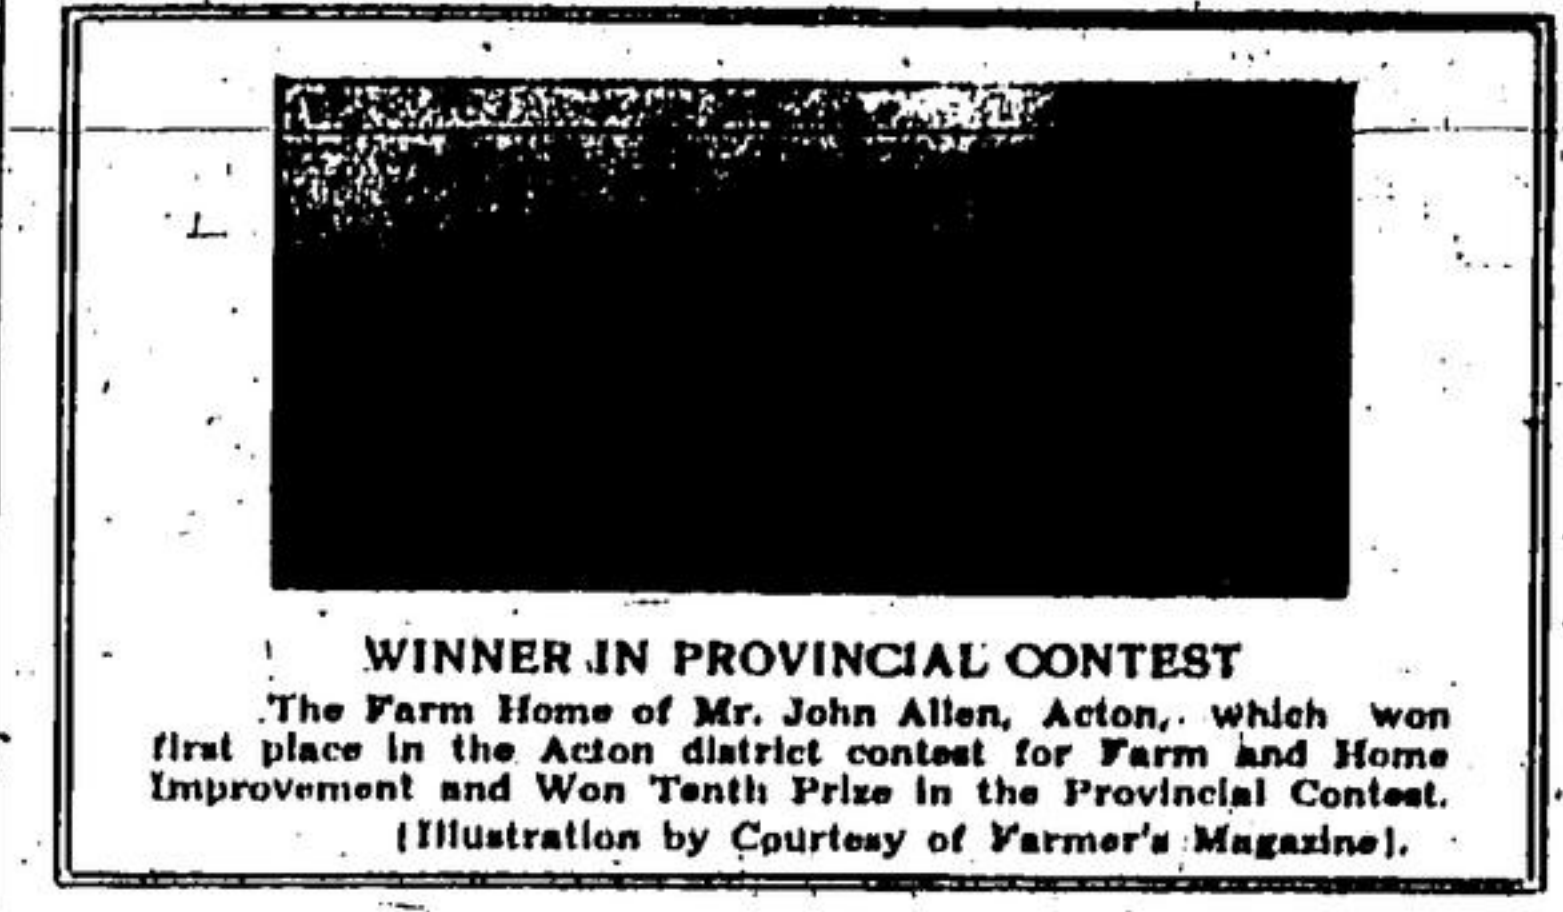 WINNER IN PROVINCIAL CONTEST
The Farm Home of Mr. John Allen, Acton, which won
first place in the Acton district contest for Farm and Home
Improvement and Won Tenth Prize in the Provincial Contest.
(Illustration by Courtesy of Farmer's Magazine).